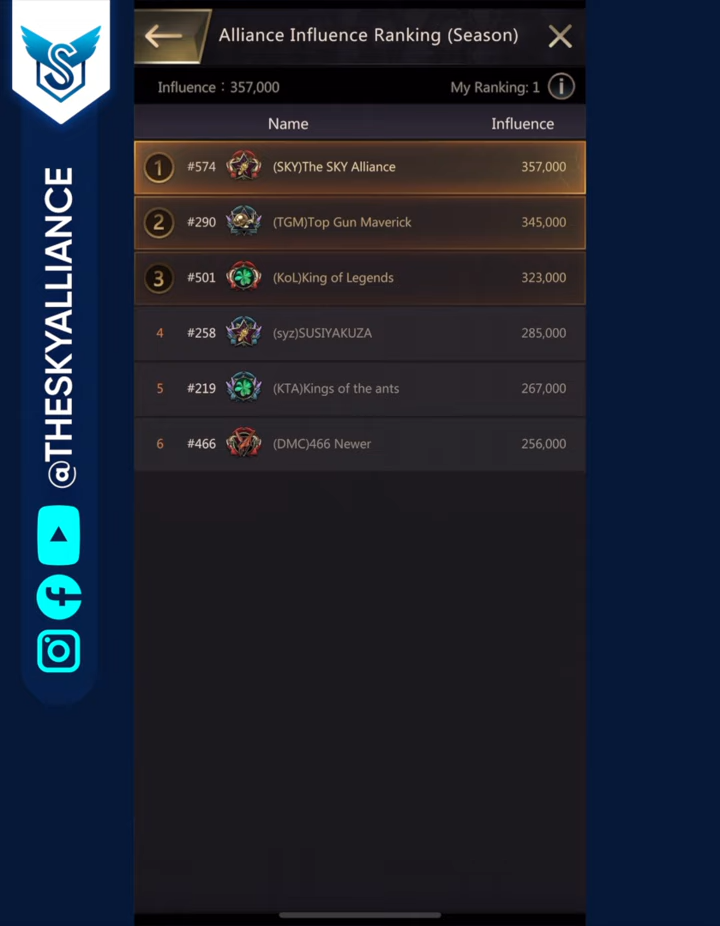 Alliance Influence Ranking (Season)
Influence : 357,000 My Ranking: 1
Name Influence
1 #574 (SKY)The SKY Alliance 357,000
2 #290 (TGM)Top Gun Maverick 345,000
3 #501 (KoL)King of Legends 323,000
4 #258 (syz)SUSIYAKUZA 285,000
5 #219 (KTA)Kings of the ants 267,000
6 #466 (DMC)466 Newer 256,000
@THESKYALLIANCE